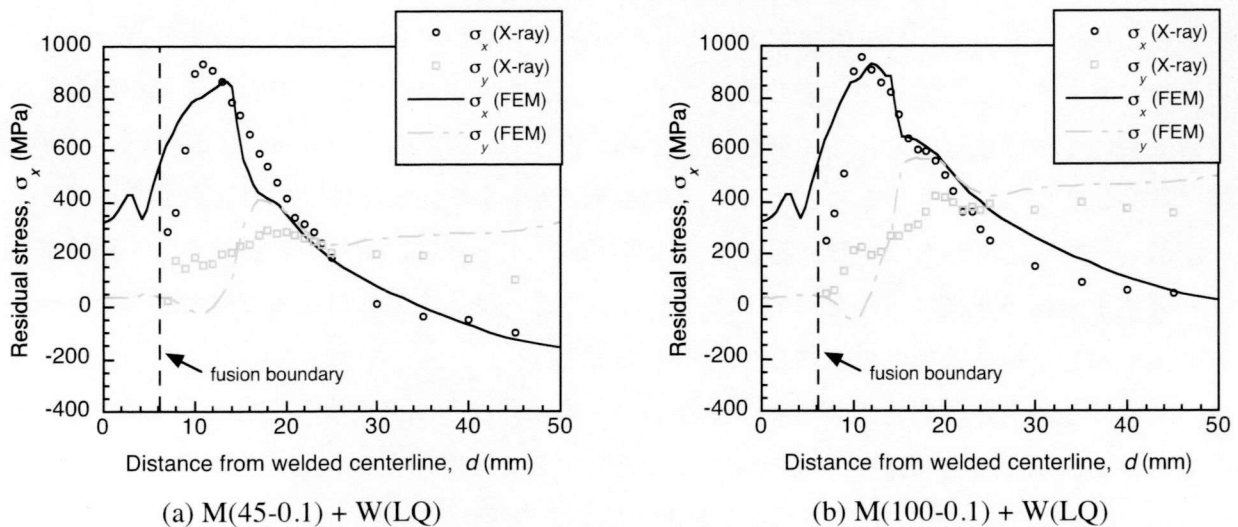 1000
800
600
400
200
0
-200
-400
Residual stress, σx (MPa)
σx (X-ray)
σy (X-ray)
σx (FEM)
σy (FEM)
fusion boundary
0 10 20 30 40 50
Distance from welded centerline, d (mm)
(a) M(45-0.1) + W(LQ)
1000
800
600
400
200
0
-200
-400
Residual stress, σx (MPa)
σx (X-ray)
σy (X-ray)
σx (FEM)
σy (FEM)
fusion boundary
0 10 20 30 40 50
Distance from welded centerline, d (mm)
(b) M(100-0.1) + W(LQ)